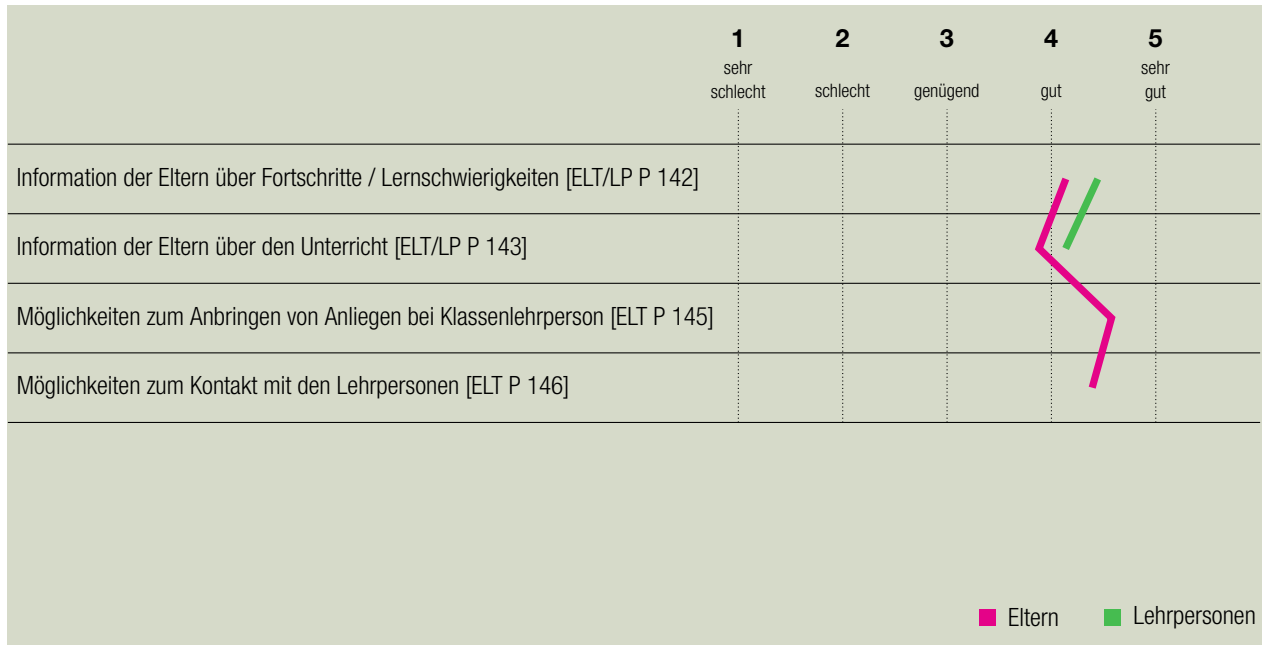 1 2 3 4 5
sehr schlecht schlecht genügend gut sehr gut
Information der Eltern über Fortschritte / Lernschwierigkeiten [ELT/LP P 142]
Information der Eltern über den Unterricht [ELT/LP P 143]
Möglichkeiten zum Anbringen von Anliegen bei Klassenlehrperson [ELT P 145]
Möglichkeiten zum Kontakt mit den Lehrpersonen [ELT P 146]
Eltern Lehrpersonen